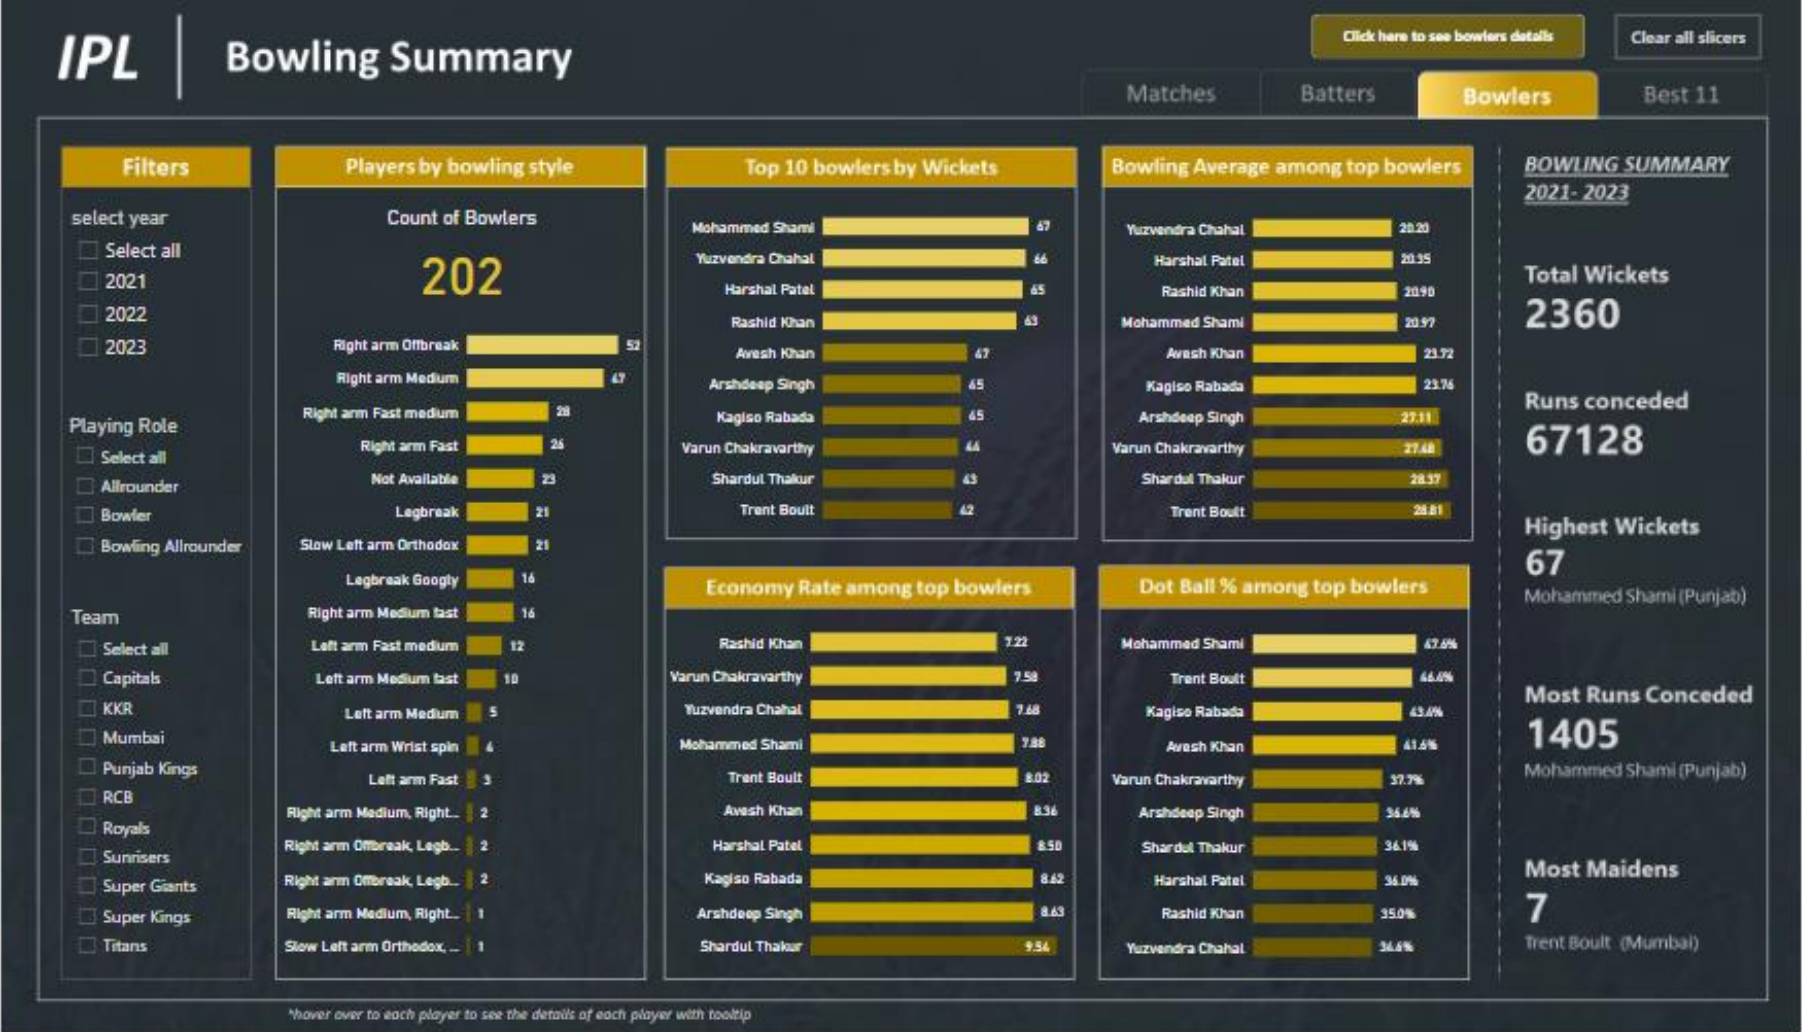 IPL
Bowling Summary
Click here to see bowlers details
Clear all slicers
Matches
Batters
Bowlers
Best 11
Filters
select year
Select all
2021
2022
2023
Playing Role
Select all
Allrounder
Bowler
Bowling Allrounder
Team
Select all
Capitals
KKR
Mumbai
Punjab Kings
RCB
Royals
Sunrisers
Super Giants
Super Kings
Titans
Players by bowling style
Count of Bowlers
202
Right arm Offbreak 52
Right arm Medium 47
Right arm Fast medium 28
Right arm Fast 26
Not Available 23
Legbreak 21
Slow Left arm Orthodox 21
Legbreak Googly 16
Right arm Medium fast 16
Left arm Fast medium 12
Left arm Medium fast 10
Left arm Medium 5
Left arm Wrist spin 4
Left arm Fast 3
Right arm Medium, Right... 2
Right arm Offbreak, Legb... 2
Right arm Offbreak, Legb... 2
Right arm Medium, Right... 1
Slow Left arm Orthodox, ... 1
Top 10 bowlers by Wickets
Mohammed Shami 67
Yuzvendra Chahal 66
Harshal Patel 65
Rashid Khan 63
Avesh Khan 47
Arshdeep Singh 45
Kagiso Rabada 45
Varun Chakravarthy 44
Shardul Thakur 43
Trent Boult 42
Bowling Average among top bowlers
Yuzvendra Chahal 20.20
Harshal Patel 20.35
Rashid Khan 20.90
Mohammed Shami 20.97
Avesh Khan 23.72
Kagiso Rabada 23.76
Arshdeep Singh 27.11
Varun Chakravarthy 27.48
Shardul Thakur 28.37
Trent Boult 28.81
Economy Rate among top bowlers
Rashid Khan 7.22
Varun Chakravarthy 7.58
Yuzvendra Chahal 7.68
Mohammed Shami 7.88
Trent Boult 8.02
Avesh Khan 8.36
Harshal Patel 8.50
Kagiso Rabada 8.62
Arshdeep Singh 8.63
Shardul Thakur 9.54
Dot Ball % among top bowlers
Mohammed Shami 47.6%
Trent Boult
Kagiso Rabada
Avesh Khan 41.6%
Varun Chakravarthy 37.7%
Arshdeep Singh
Shardul Thakur 36.1%
Harshal Patel 36.0%
Rashid Khan 35.0%
Yuzvendra Chahal
BOWLING SUMMARY
2021- 2023
Total Wickets
2360
Runs conceded
67128
Highest Wickets
67
Mohammed Shami (Punjab)
Most Runs Conceded
1405
Mohammed Shami (Punjab)
Most Maidens
7
Trent Boult (Mumbai)
*hover over to each player to see the details of each player with tooltip